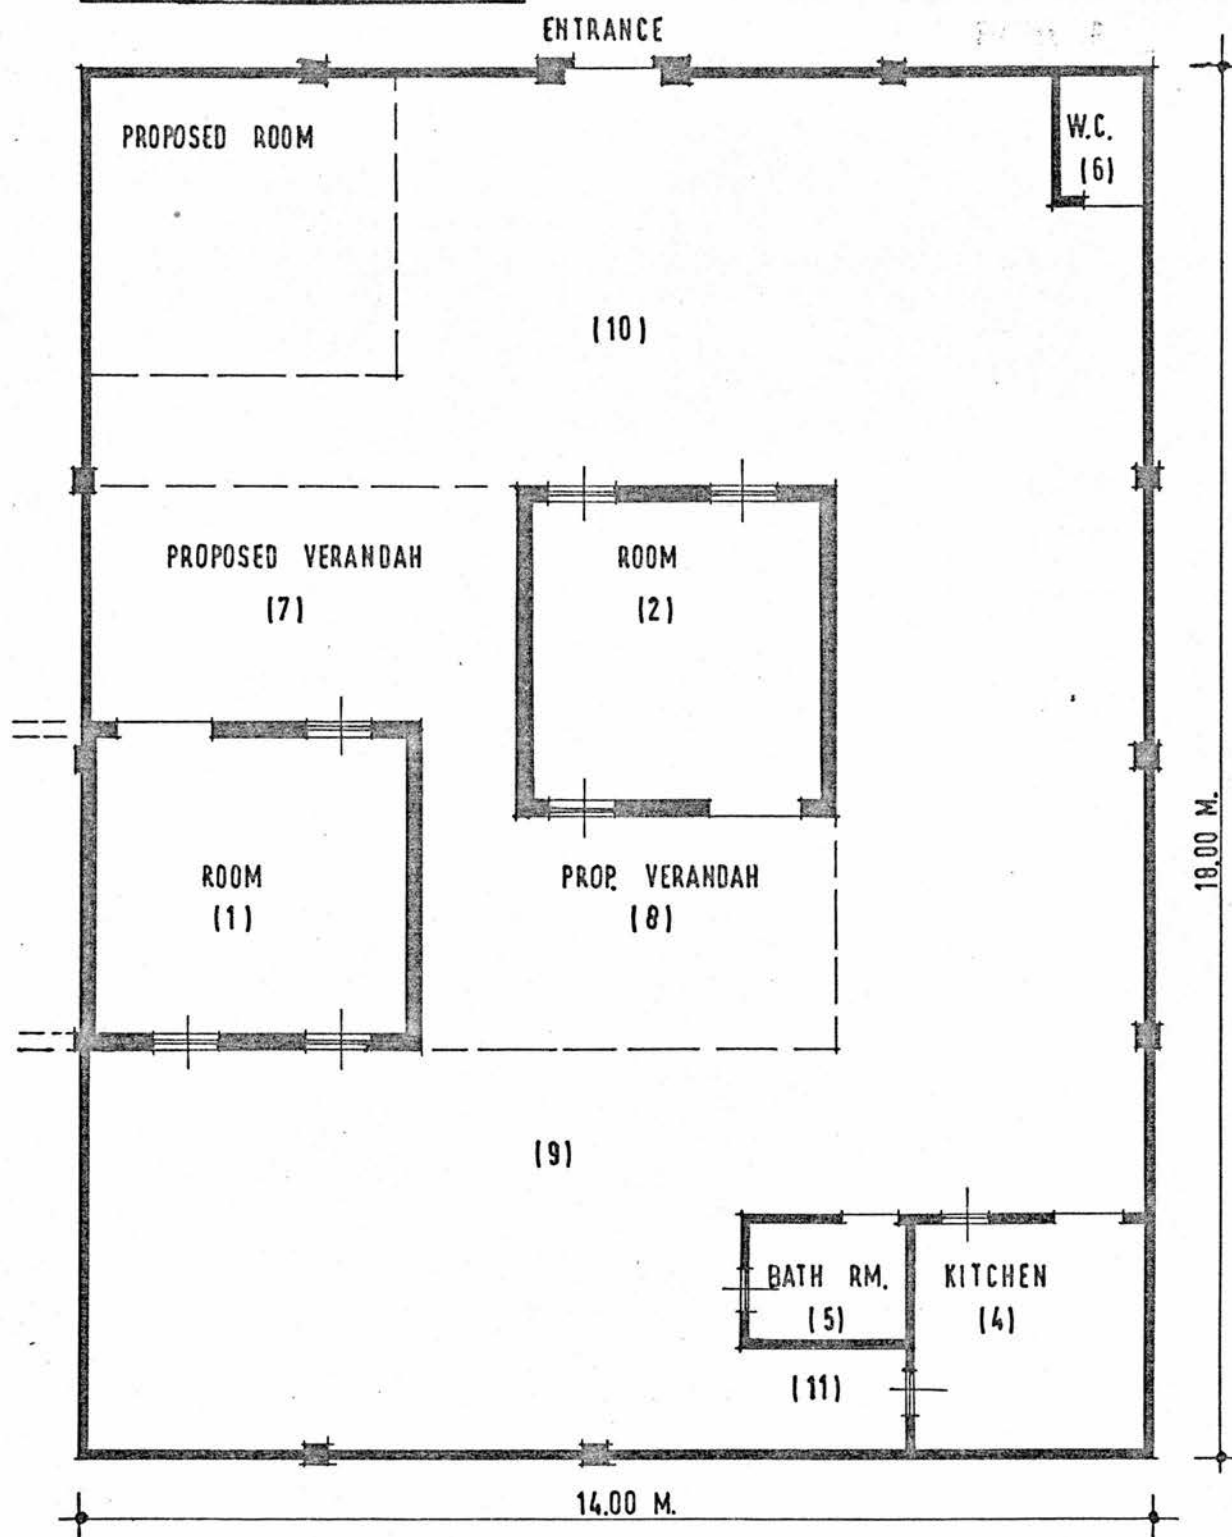 ENTRANCE
PROPOSED ROOM
W.C.
(6)
(10)
PROPOSED VERANDAH
(7)
ROOM
(2)
ROOM
(1)
PROP. VERANDAH
(8)
18.00 M.
(9)
BATH RM.
(5)
KITCHEN
(4)
(11)
14.00 M.